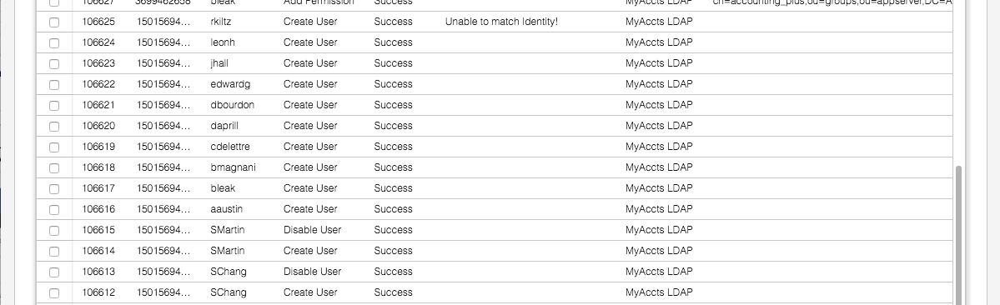 106627 3699462658 bleak Add Permission Success MyAccts LDAP cn=accounting_plus,ou=groups,ou=appserver,DC=A
106625 15015694... rkiltz Create User Success Unable to match Identity! MyAccts LDAP
106624 15015694... leonh Create User Success MyAccts LDAP
106623 15015694... jhall Create User Success MyAccts LDAP
106622 15015694... edwardg Create User Success MyAccts LDAP
106621 15015694... dbourdon Create User Success MyAccts LDAP
106620 15015694... daprill Create User Success MyAccts LDAP
106619 15015694... cdelettre Create User Success MyAccts LDAP
106618 15015694... bmagnani Create User Success MyAccts LDAP
106617 15015694... bleak Create User Success MyAccts LDAP
106616 15015694... aaustin Create User Success MyAccts LDAP
106615 15015694... SMartin Disable User Success MyAccts LDAP
106614 15015694... SMartin Create User Success MyAccts LDAP
106613 15015694... SChang Disable User Success MyAccts LDAP
106612 15015694... SChang Create User Success MyAccts LDAP